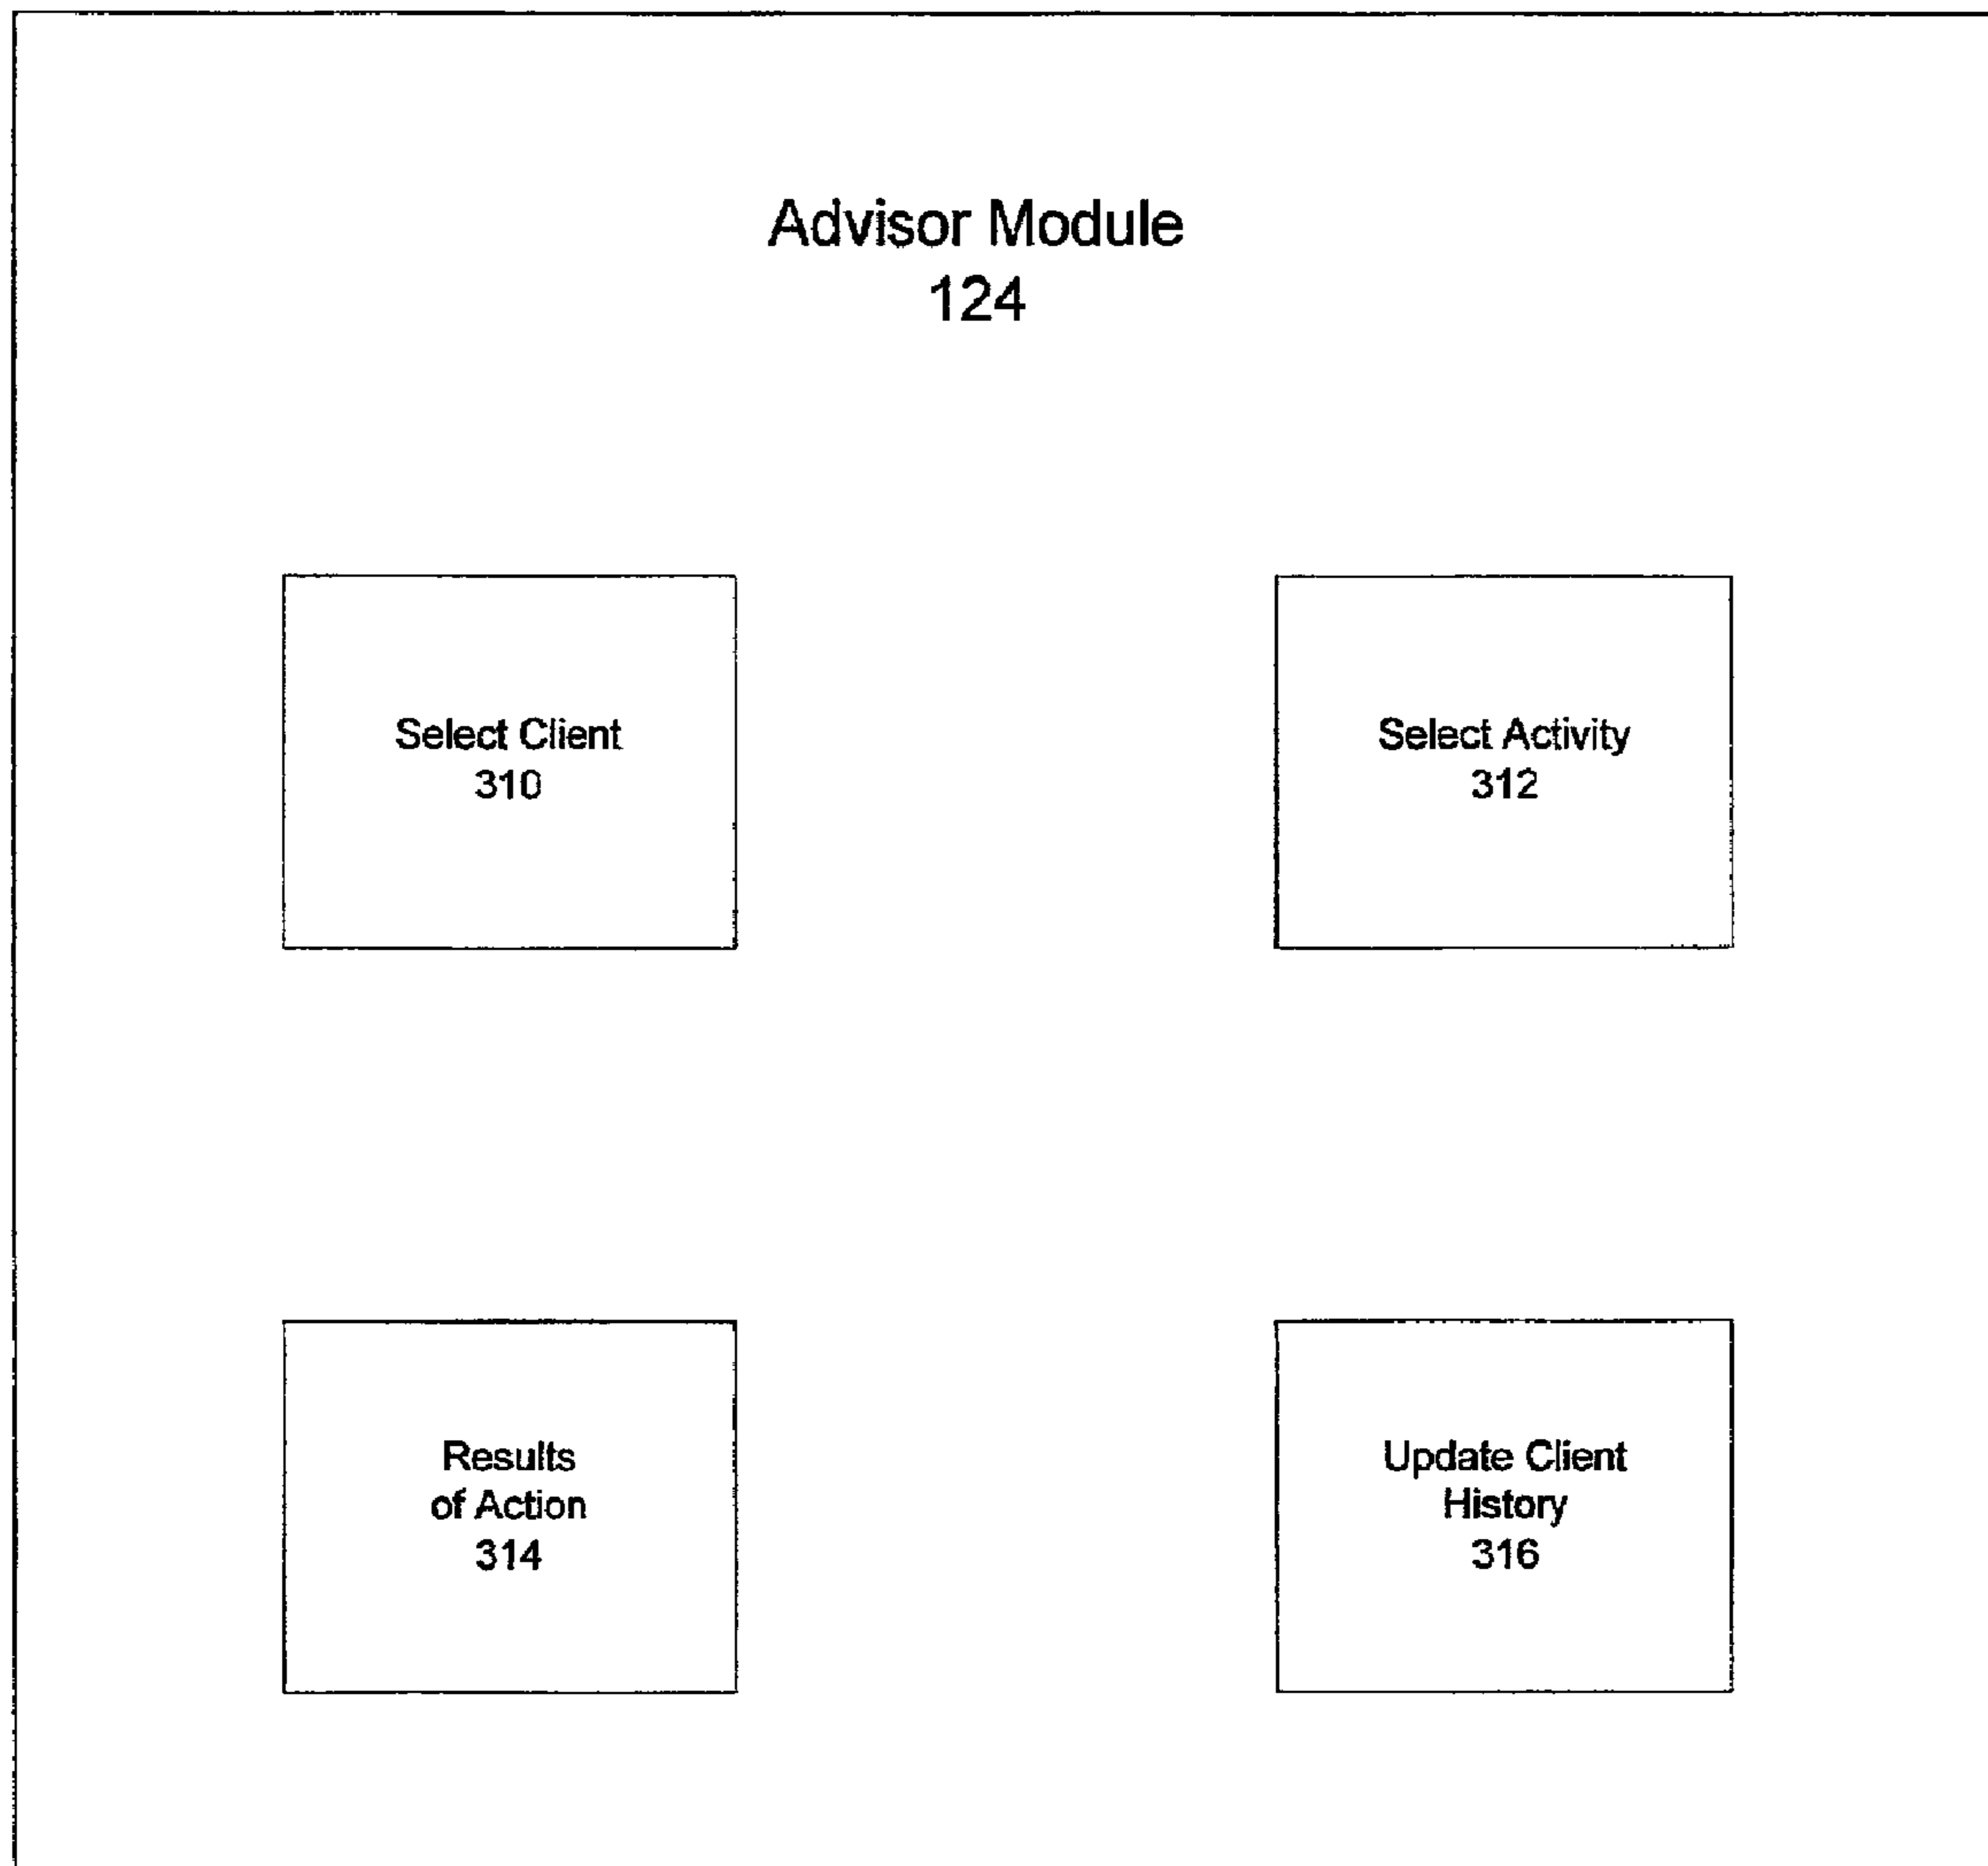 Advisor Module
124
Select Client
310
Select Activity
312
Results
of Action
314
Update Client
History
316